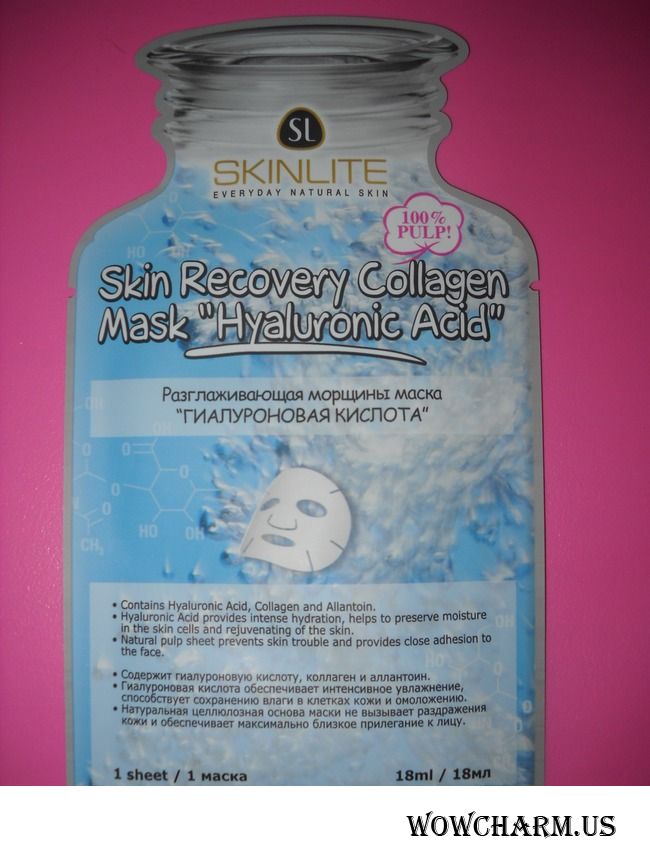 SL
SKINLITE
EVERYDAY NATURAL SKIN
100%
PULP!
Skin Recovery Collagen
Mask "Hyaluronic Acid"
Разглаживающая морщины маска
"ГИАЛУРОНОВАЯ КИСЛОТА"
HO
O
O
O
HO
OH
CH₃
• Contains Hyaluronic Acid, Collagen and Allantoin.
• Hyaluronic Acid provides intense hydration, helps to preserve moisture
in the skin cells and rejuvenating of the skin.
• Natural pulp sheet prevents skin trouble and provides close adhesion to
the face.
• Содержит гиалуроновую кислоту, коллаген и аллантоин.
• Гиалуроновая кислота обеспечивает интенсивное увлажнение,
способствует сохранению влаги в клетках кожи и омоложению.
• Натуральная целлюлозная основа маски не вызывает раздражения
кожи и обеспечивает максимально близкое прилегание к лицу.
1 sheet / 1 маска
18ml / 18мл
WOWCHARM.US